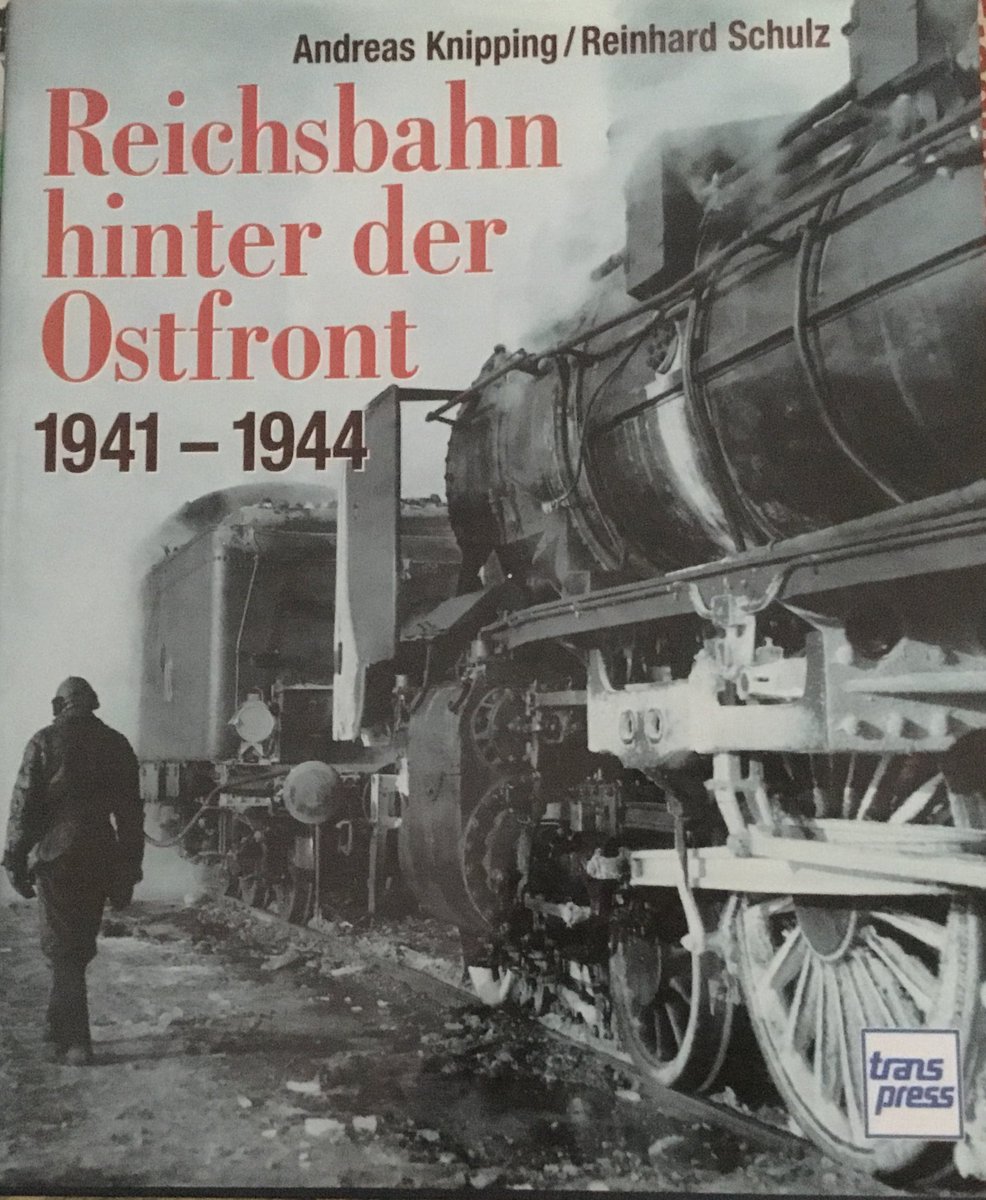 Andreas Knipping/Reinhard Schulz
Reichsbahn
hinter der
Ostfront
1941 – 1944
trans
press